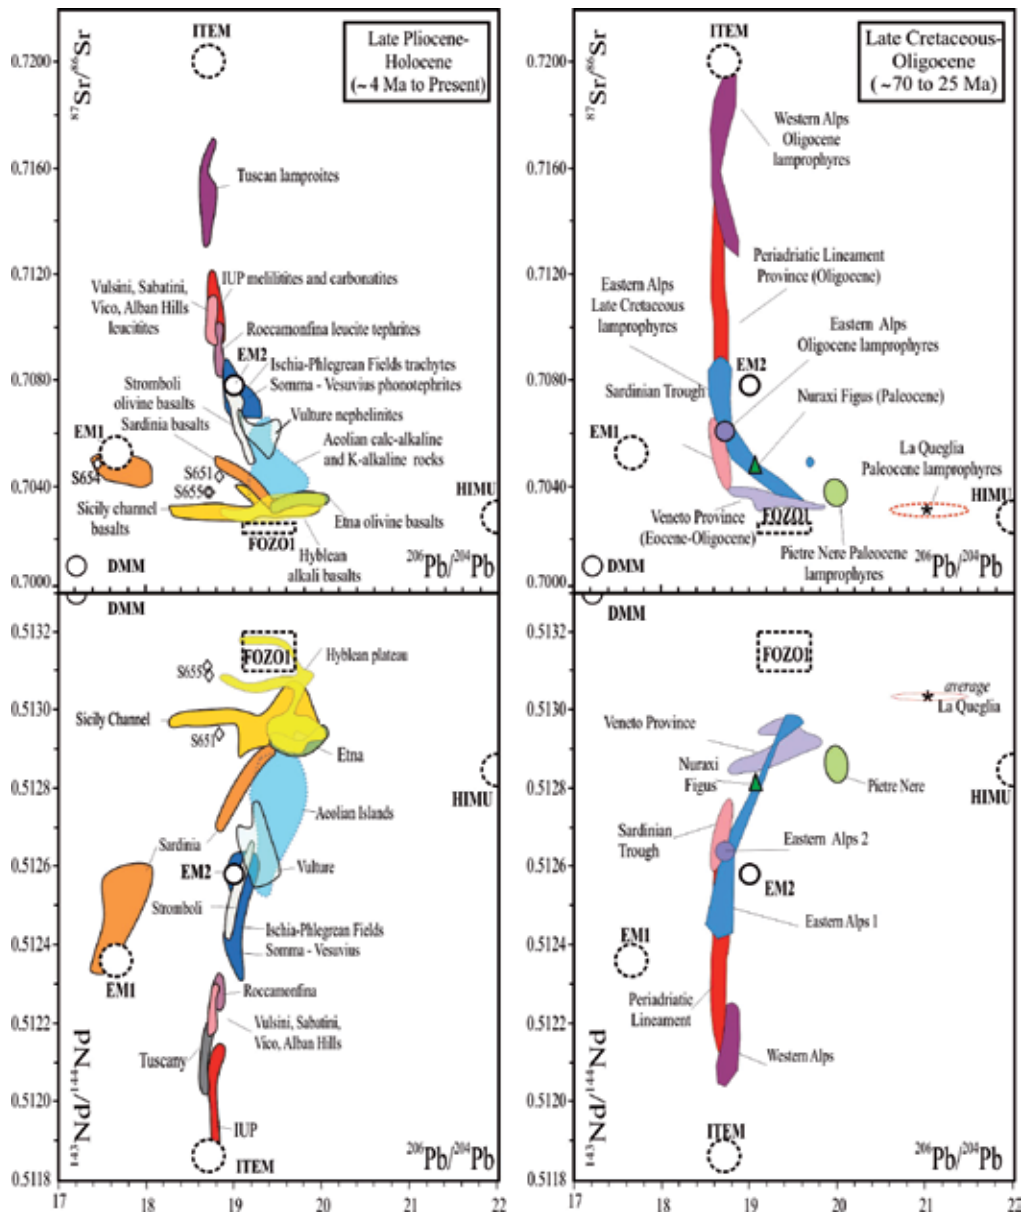 ITEM
Late Pliocene-
Holocene
(~4 Ma to Present)
87Sr/86Sr
0.7200
0.7160
0.7120
0.7080
0.7040
0.7000
Tuscan lamproites
IUP melilitites and carbonatites
Vulsini, Sabatini,
Vico, Alban Hills
leucitites
Roccamonfina leucite tephrites
EM2
Ischia-Phlegrean Fields trachytes
Somma - Vesuvius phonotephrites
Stromboli
olivine basalts
Sardinia basalts
Vulture nephelinites
EM1
Aeolian calc-alkaline
and K-alkaline rocks
S654
S651
S655
HIMU
Sicily channel
basalts
Etna olivine basalts
FOZO1
Hyblean
alkali basalts
206Pb/204Pb
DMM
ITEM
Late Cretaceous-
Oligocene
(~70 to 25 Ma)
87Sr/86Sr
0.7200
0.7160
0.7120
0.7080
0.7040
0.7000
Western Alps
Oligocene
lamprophyres
Periadriatic Lineament
Province (Oligocene)
Eastern Alps
Late Cretaceous
lamprophyres
Eastern Alps
Oligocene lamprophyres
EM2
Sardinian Trough
Nuraxi Figus (Paleocene)
EM1
La Queglia
Paleocene lamprophyres
HIMU
Veneto Province
(Eocene-Oligocene)
FOZO1
Pietre Nere Paleocene
lamprophyres
206Pb/204Pb
DMM
DMM
0.5132
0.5130
0.5128
0.5126
0.5124
0.5122
0.5120
0.5118
143Nd/144Nd
FOZO1
Hyblean plateau
S655
Sicily Channel
S651
Etna
HIMU
Aeolian Islands
Sardinia
EM2
Vulture
Stromboli
Ischia-Phlegrean Fields
Somma - Vesuvius
EM1
Roccamonfina
Vulsini, Sabatini,
Vico, Alban Hills
Tuscany
IUP
ITEM
206Pb/204Pb
17 18 19 20 21 22
DMM
0.5132
0.5130
0.5128
0.5126
0.5124
0.5122
0.5120
0.5118
143Nd/144Nd
FOZO1
average
La Queglia
Veneto Province
Nuraxi
Figus
Pietre Nere
HIMU
Sardinian
Trough
Eastern Alps 2
EM2
Eastern Alps 1
EM1
Periadriatic
Lineament
Western Alps
ITEM
206Pb/204Pb
17 18 19 20 21 22